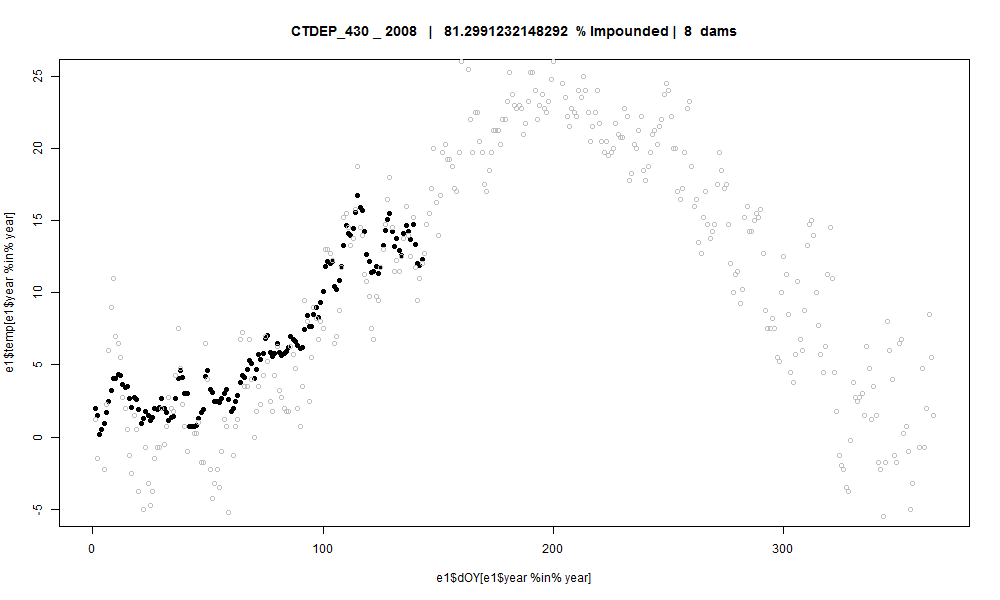 CTDEP_430 _ 2008 | 81.2991232148292 % Impounded | 8 dams
25
20
15
10
5
0
-5
e1$temp[e1$year %in% year]
0 100 200 300
e1$dOY[e1$year %in% year]